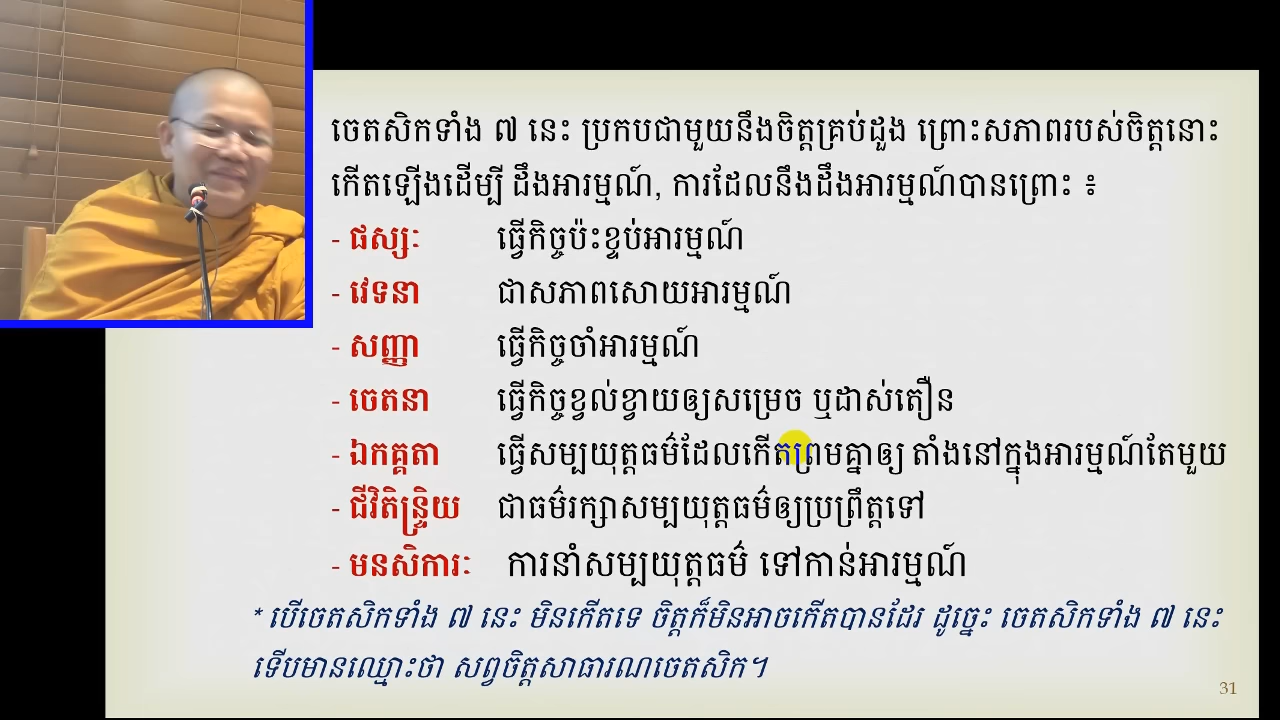 ចេតសិកទាំង ៧ នេះ ប្រកបជាមួយនឹងចិត្តគ្រប់ដួង ព្រោះសភាពរបស់ចិត្តនោះ
កើតឡើងដើម្បី ដឹងអារម្មណ៍, ការដែលនឹងដឹងអារម្មណ៍បានព្រោះ ៖
- ផស្សៈ ធ្វើកិច្ចប៉ះខ្ទប់អារម្មណ៍
- វេទនា ជាសភាពសោយអារម្មណ៍
- សញ្ញា ធ្វើកិច្ចចាំអារម្មណ៍
- ចេតនា ធ្វើកិច្ចខ្វល់ខ្វាយឲ្យសម្រេច ឬដាស់តឿន
- ឯកគ្គតា ធ្វើសម្បយុត្តធម៌ដែលកើតព្រមគ្នាឲ្យ តាំងនៅក្នុងអារម្មណ៍តែមួយ
- ជីវិតិន្ទ្រិយ ជាធម៌រក្សាសម្បយុត្តធម៌ឲ្យប្រព្រឹត្តទៅ
- មនសិការៈ ការនាំសម្បយុត្តធម៌ ទៅកាន់អារម្មណ៍
* បើចេតសិកទាំង ៧ នេះ មិនកើតទេ ចិត្តក៏មិនអាចកើតបានដែរ ដូច្នេះ ចេតសិកទាំង ៧ នេះ
ទើបមានឈ្មោះថា សព្វចិត្តសាធារណចេតសិក។
31